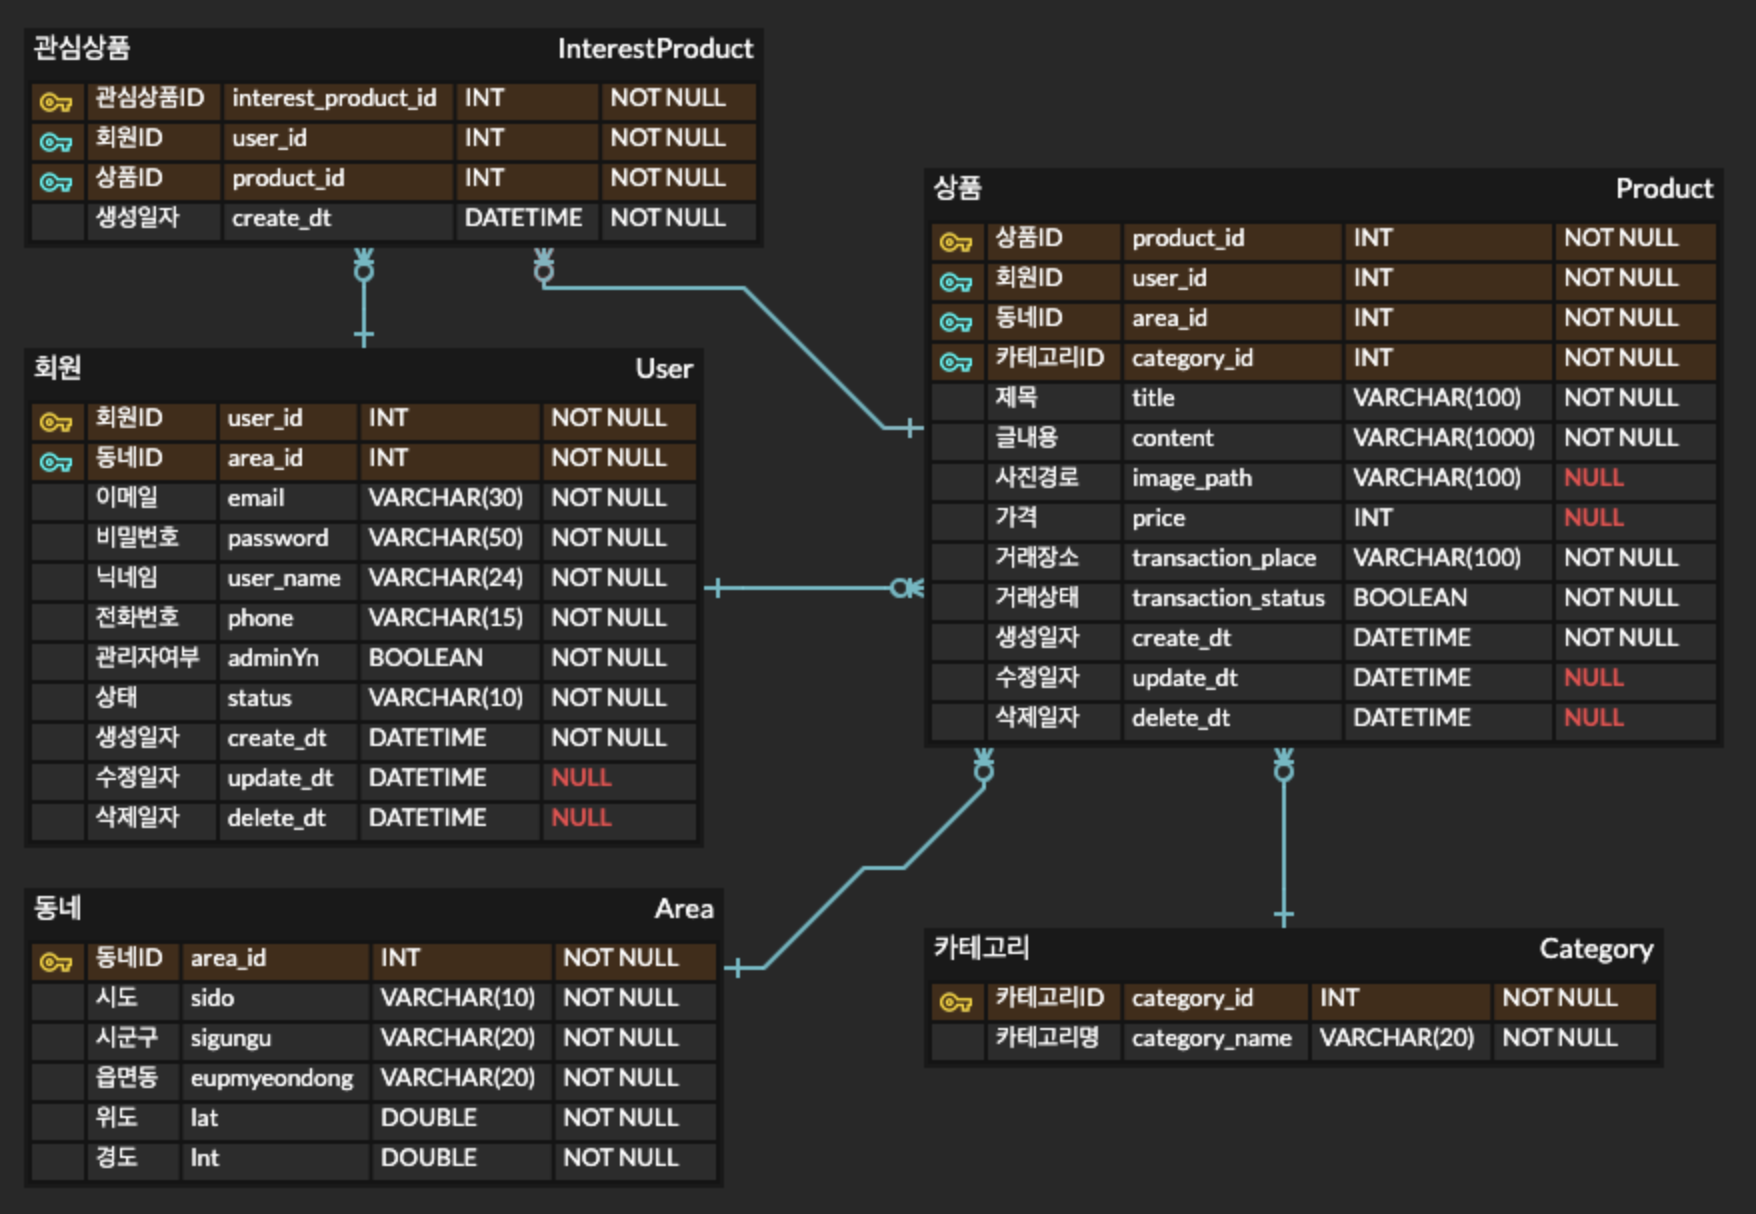 관심상품 InterestProduct
관심상품ID interest_product_id INT NOT NULL
회원ID user_id INT NOT NULL
상품ID product_id INT NOT NULL
생성일자 create_dt DATETIME NOT NULL
회원 User
회원ID user_id INT NOT NULL
동네ID area_id INT NOT NULL
이메일 email VARCHAR(30) NOT NULL
비밀번호 password VARCHAR(50) NOT NULL
닉네임 user_name VARCHAR(24) NOT NULL
전화번호 phone VARCHAR(15) NOT NULL
관리자여부 adminYn BOOLEAN NOT NULL
상태 status VARCHAR(10) NOT NULL
생성일자 create_dt DATETIME NOT NULL
수정일자 update_dt DATETIME NULL
삭제일자 delete_dt DATETIME NULL
동네 Area
동네ID area_id INT NOT NULL
시도 sido VARCHAR(10) NOT NULL
시군구 sigungu VARCHAR(20) NOT NULL
읍면동 eupmyeondong VARCHAR(20) NOT NULL
위도 lat DOUBLE NOT NULL
경도 lnt DOUBLE NOT NULL
상품 Product
상품ID product_id INT NOT NULL
회원ID user_id INT NOT NULL
동네ID area_id INT NOT NULL
카테고리ID category_id INT NOT NULL
제목 title VARCHAR(100) NOT NULL
글내용 content VARCHAR(1000) NOT NULL
사진경로 image_path VARCHAR(100) NULL
가격 price INT NULL
거래장소 transaction_place VARCHAR(100) NOT NULL
거래상태 transaction_status BOOLEAN NOT NULL
생성일자 create_dt DATETIME NOT NULL
수정일자 update_dt DATETIME NULL
삭제일자 delete_dt DATETIME NULL
카테고리 Category
카테고리ID category_id INT NOT NULL
카테고리명 category_name VARCHAR(20) NOT NULL